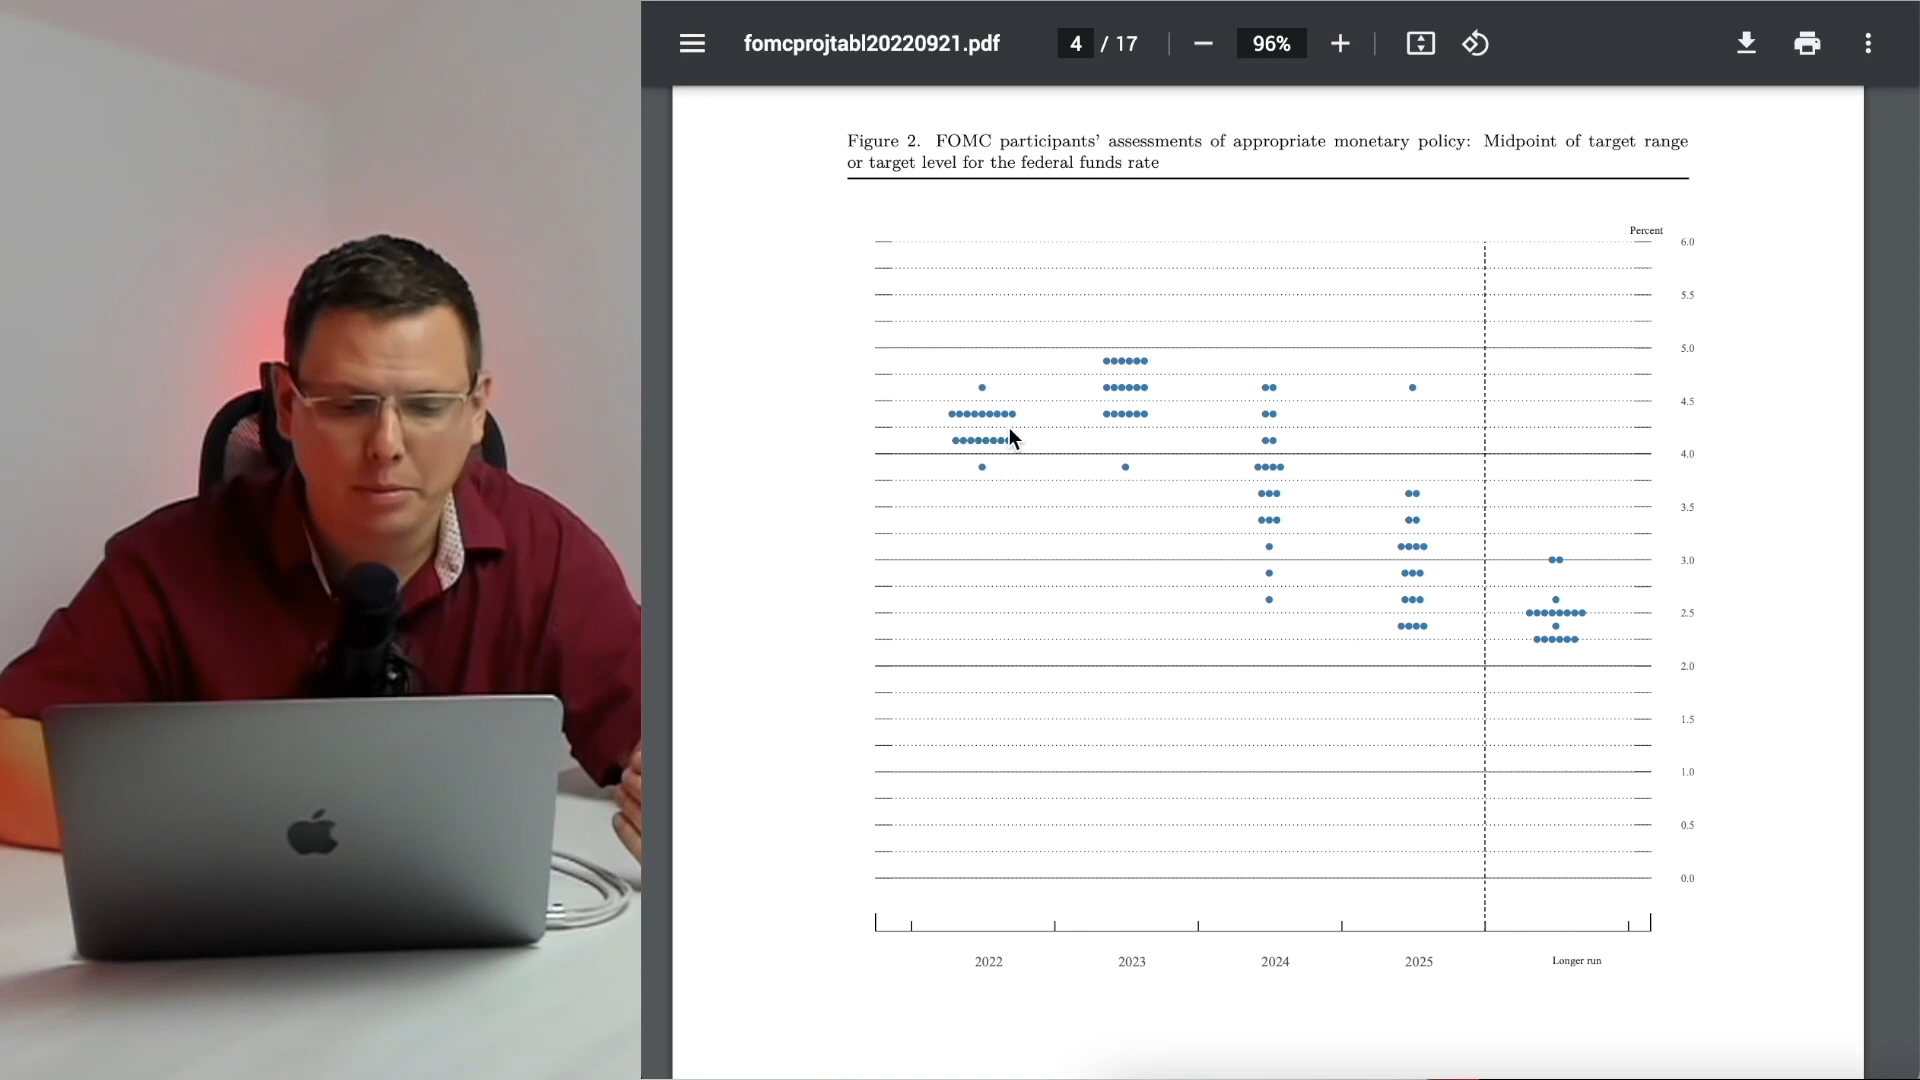 fomcprojtabl20220921.pdf 4 / 17 96%
Figure 2. FOMC participants' assessments of appropriate monetary policy: Midpoint of target range
or target level for the federal funds rate
Percent
6.0
5.5
5.0
4.5
4.0
3.5
3.0
2.5
2.0
1.5
1.0
0.5
0.0
2022 2023 2024 2025 Longer run